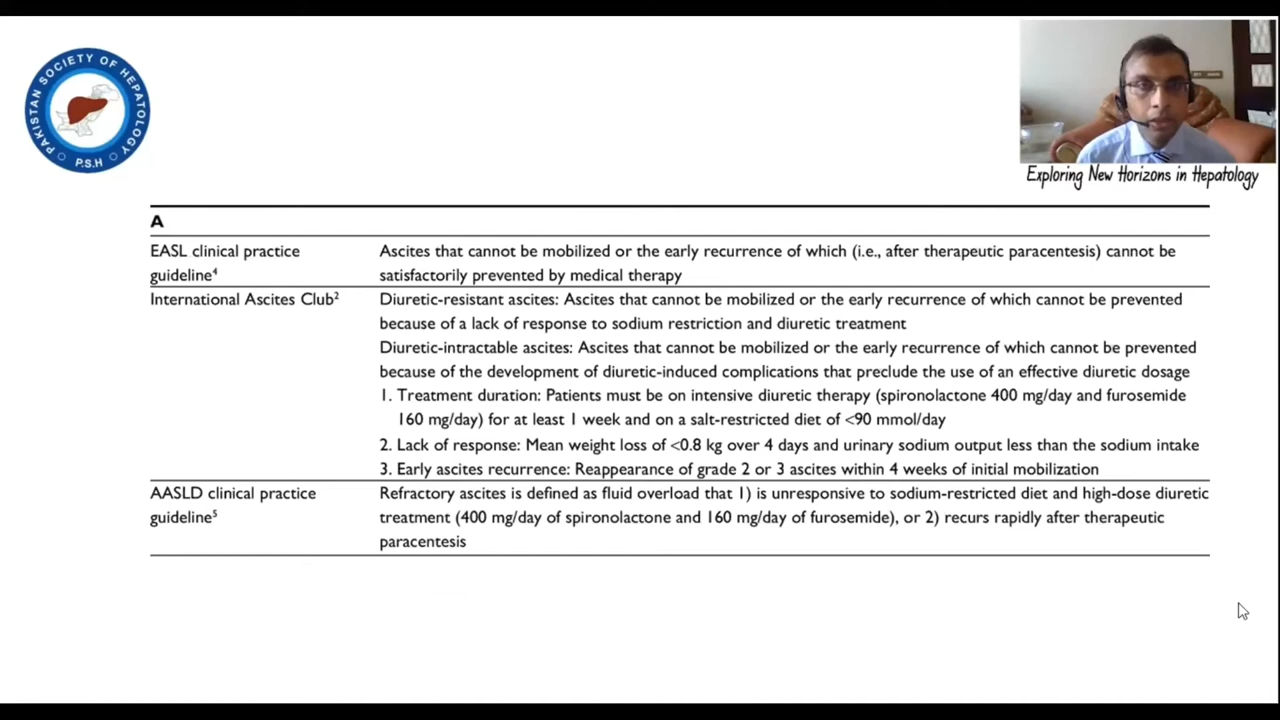 PAKISTAN SOCIETY OF HEPATOLOGY
P.S.H
Exploring New Horizons in Hepatology
A
EASL clinical practice guideline⁴
Ascites that cannot be mobilized or the early recurrence of which (i.e., after therapeutic paracentesis) cannot be
satisfactorily prevented by medical therapy
International Ascites Club²
Diuretic-resistant ascites: Ascites that cannot be mobilized or the early recurrence of which cannot be prevented
because of a lack of response to sodium restriction and diuretic treatment
Diuretic-intractable ascites: Ascites that cannot be mobilized or the early recurrence of which cannot be prevented
because of the development of diuretic-induced complications that preclude the use of an effective diuretic dosage
1. Treatment duration: Patients must be on intensive diuretic therapy (spironolactone 400 mg/day and furosemide
160 mg/day) for at least 1 week and on a salt-restricted diet of <90 mmol/day
2. Lack of response: Mean weight loss of <0.8 kg over 4 days and urinary sodium output less than the sodium intake
3. Early ascites recurrence: Reappearance of grade 2 or 3 ascites within 4 weeks of initial mobilization
AASLD clinical practice guideline⁵
Refractory ascites is defined as fluid overload that 1) is unresponsive to sodium-restricted diet and high-dose diuretic
treatment (400 mg/day of spironolactone and 160 mg/day of furosemide), or 2) recurs rapidly after therapeutic
paracentesis